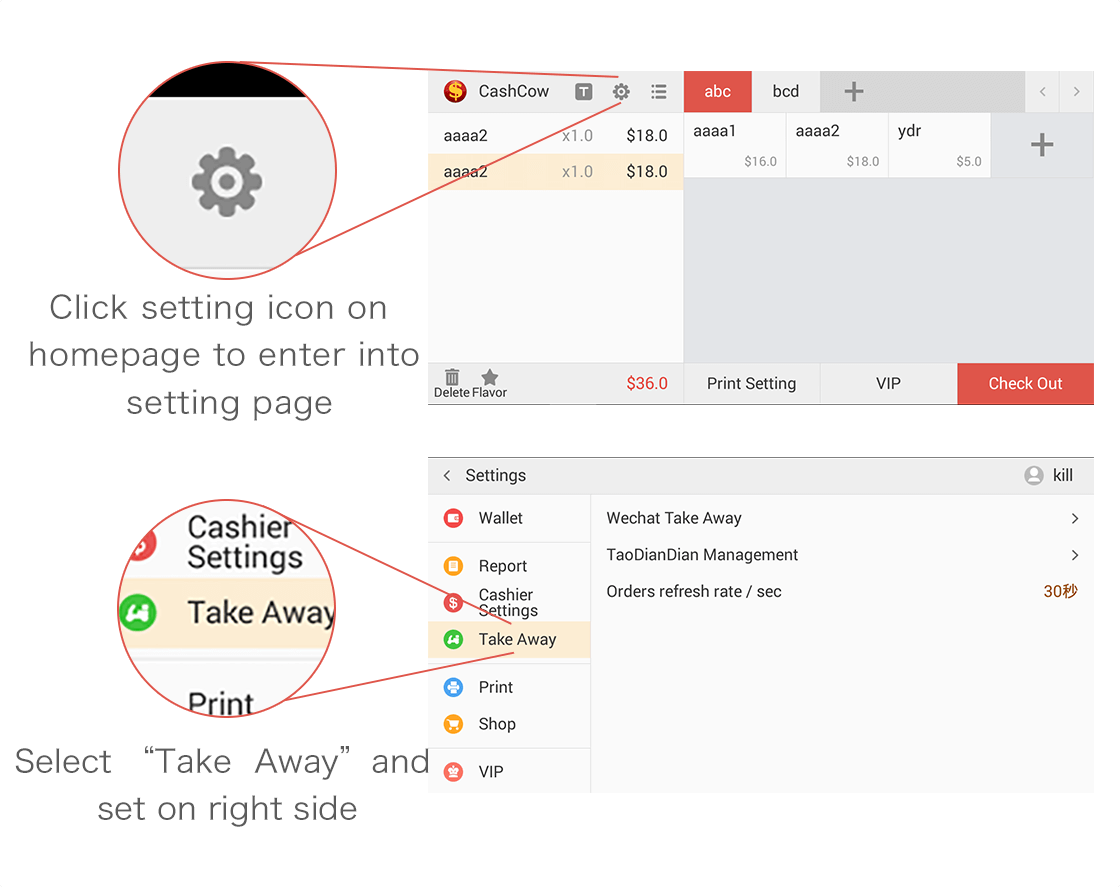 CashCow T abc bcd
aaaa2 x1.0 $18.0
aaaa2 x1.0 $18.0
aaaa1 aaaa2 ydr
$16.0 $18.0 $5.0
Click setting icon on
homepage to enter into
setting page
Delete Flavor $36.0 Print Setting VIP Check Out
Settings kill
Wallet
Report
Cashier
Settings
Take Away
Print
Shop
VIP
Wechat Take Away
TaoDianDian Management
Orders refresh rate / sec 30秒
Cashier
Settings
Take Away
Print
Select “Take Away” and
set on right side